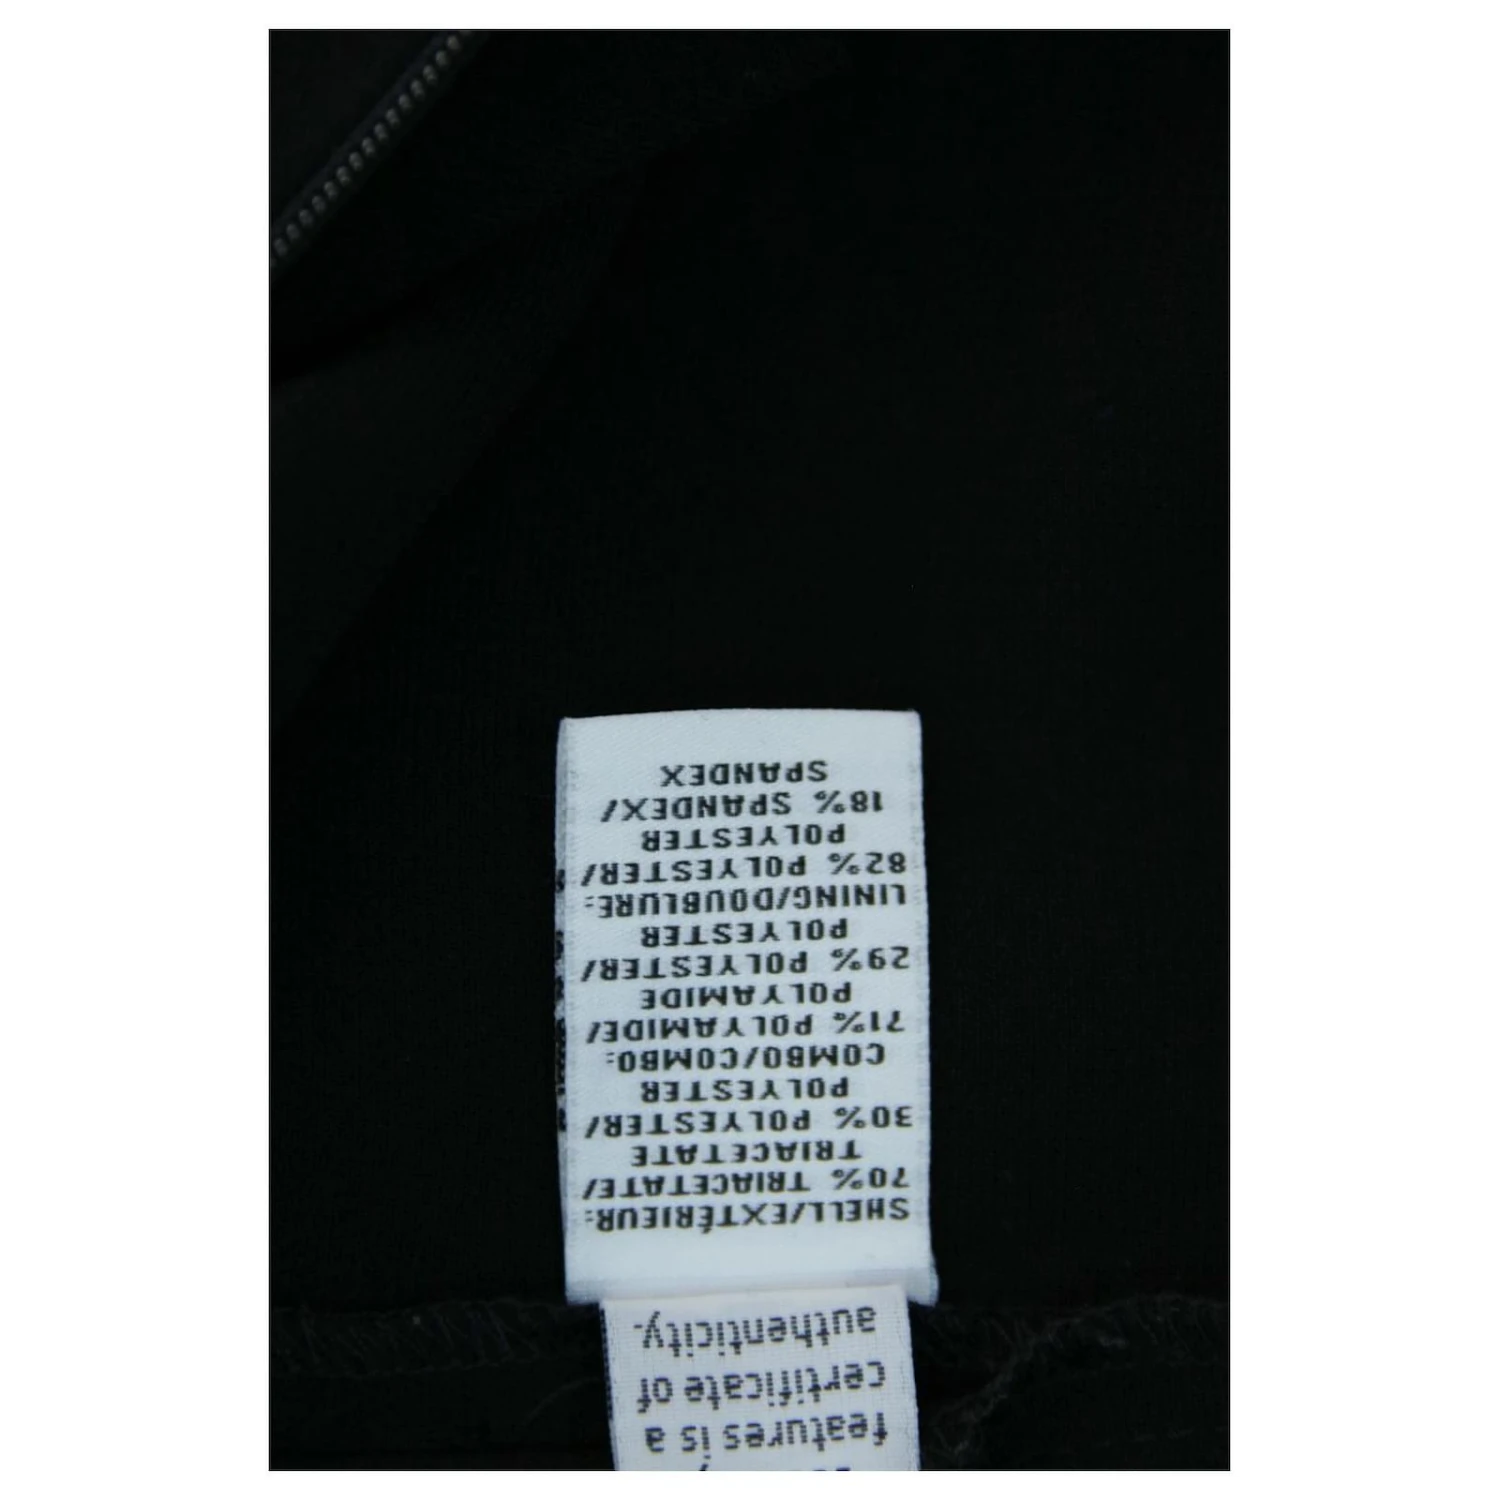 SHELL/EXTÉRIEUR:
70% TRIACETATE/
TRIACETATE
30% POLYESTER/
POLYESTER
COMBO/COMBO:
71% POLYAMIDE/
POLYAMIDE
29% POLYESTER/
POLYESTER
LINING/DOUBLURE:
82% POLYESTER/
POLYESTER
18% SPANDEX/
SPANDEX
features is a
certificate of
authenticity.